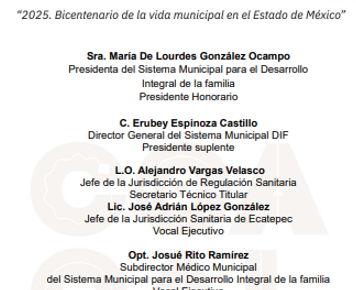 “2025. Bicentenario de la vida municipal en el Estado de México”
Sra. María De Lourdes González Ocampo
Presidenta del Sistema Municipal para el Desarrollo
Integral de la familia
Presidente Honorario
C. Erubey Espinoza Castillo
Director General del Sistema Municipal DIF
Presidente suplente
L.O. Alejandro Vargas Velasco
Jefe de la Jurisdicción de Regulación Sanitaria
Secretario Técnico Titular
Lic. José Adrián López González
Jefe de la Jurisdicción Sanitaria de Ecatepec
Vocal Ejecutivo
Opt. Josué Rito Ramírez
Subdirector Médico Municipal
del Sistema Municipal para el Desarrollo Integral de la familia
Vocal Ejecutivo